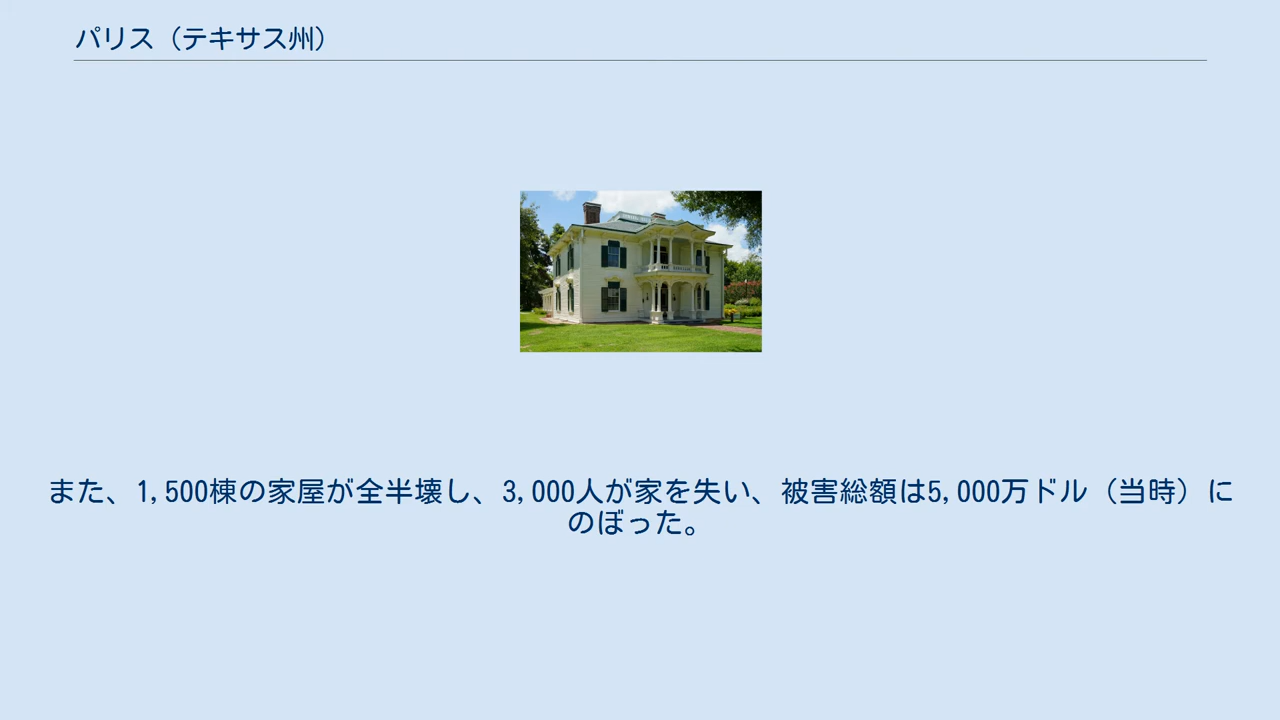 パリス（テキサス州）
また、1,500棟の家屋が全半壊し、3,000人が家を失い、被害総額は5,000万ドル（当時）に
のぼった。